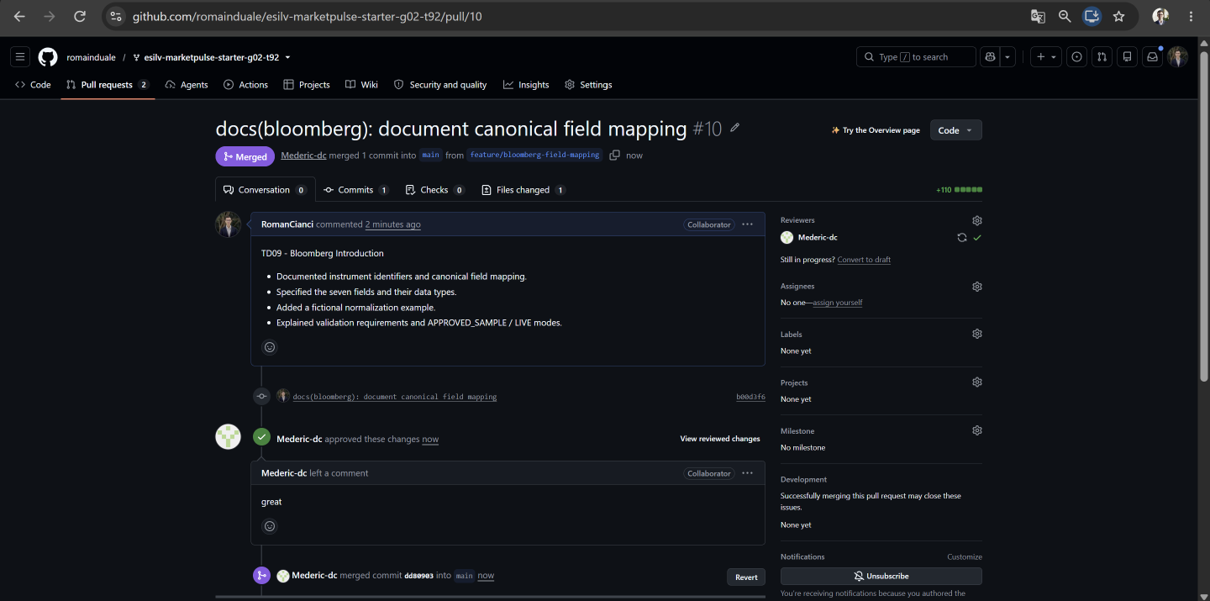 github.com/romainduale/esilv-marketpulse-starter-g02-t92/pull/10
romainduale / esilv-marketpulse-starter-g02-t92
Type / to search
Code
Pull requests 2
Agents
Actions
Projects
Wiki
Security and quality
Insights
Settings
docs(bloomberg): document canonical field mapping #10
Try the Overview page
Code
Merged
Mederic-dc merged 1 commit into main from feature/bloomberg-field-mapping now
Conversation 0
Commits 1
Checks 0
Files changed 1
+110
RomanCianci commented 2 minutes ago
Collaborator
TD09 - Bloomberg Introduction
• Documented instrument identifiers and canonical field mapping.
• Specified the seven fields and their data types.
• Added a fictional normalization example.
• Explained validation requirements and APPROVED_SAMPLE / LIVE modes.
docs(bloomberg): document canonical field mapping
b00d3f6
Mederic-dc approved these changes now
View reviewed changes
Mederic-dc left a comment
Collaborator
great
Mederic-dc merged commit dd80903 into main now
Revert
Reviewers
Mederic-dc
Still in progress? Convert to draft
Assignees
No one—assign yourself
Labels
None yet
Projects
None yet
Milestone
No milestone
Development
Successfully merging this pull request may close these
issues.
None yet
Notifications
Customize
Unsubscribe
You're receiving notifications because you authored the